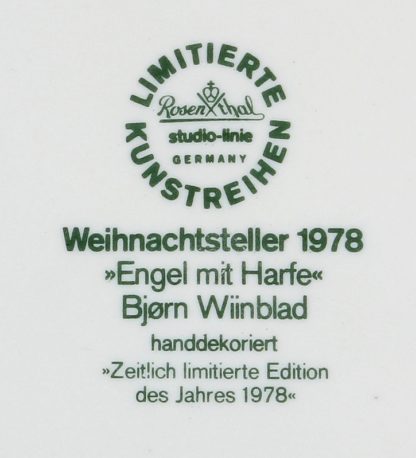 LIMITIERTE
Rosenthal
studio-linie
GERMANY
KUNSTREIHEN
Weihnachtsteller 1978
»Engel mit Harfe«
Bjørn Wiinblad
handdekoriert
»Zeitlich limitierte Edition
des Jahres 1978«